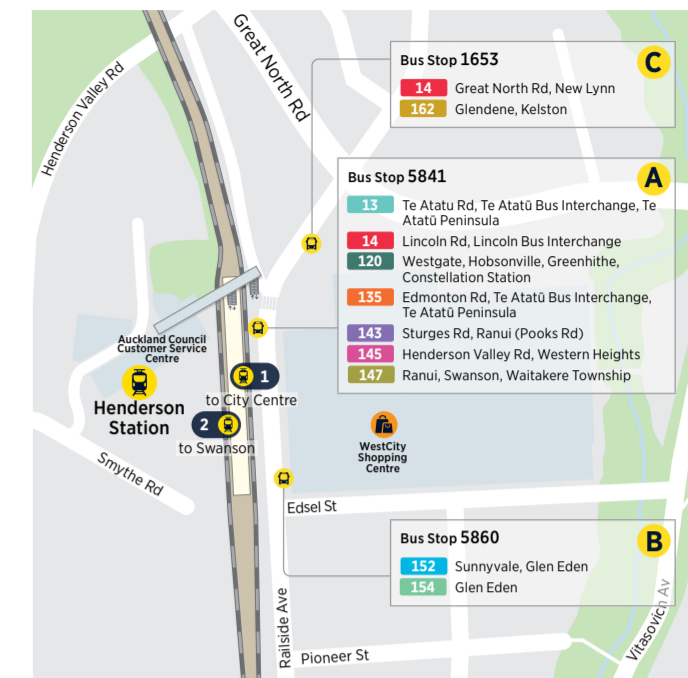 Henderson Valley Rd
Great North Rd
Bus Stop 1653
C
14 Great North Rd, New Lynn
162 Glendene, Kelston
Bus Stop 5841
A
13 Te Atatu Rd, Te Atatū Bus Interchange, Te
Atatū Peninsula
14 Lincoln Rd, Lincoln Bus Interchange
120 Westgate, Hobsonville, Greenhithe,
Constellation Station
135 Edmonton Rd, Te Atatū Bus Interchange,
Te Atatū Peninsula
143 Sturges Rd, Ranui (Pooks Rd)
145 Henderson Valley Rd, Western Heights
147 Ranui, Swanson, Waitakere Township
Auckland Council
Customer Service
Centre
Henderson
Station
1
to City Centre
2
to Swanson
WestCity
Shopping
Centre
Smythe Rd
Edsel St
Bus Stop 5860
B
152 Sunnyvale, Glen Eden
154 Glen Eden
Railside Ave
Pioneer St
Vitasovich Av